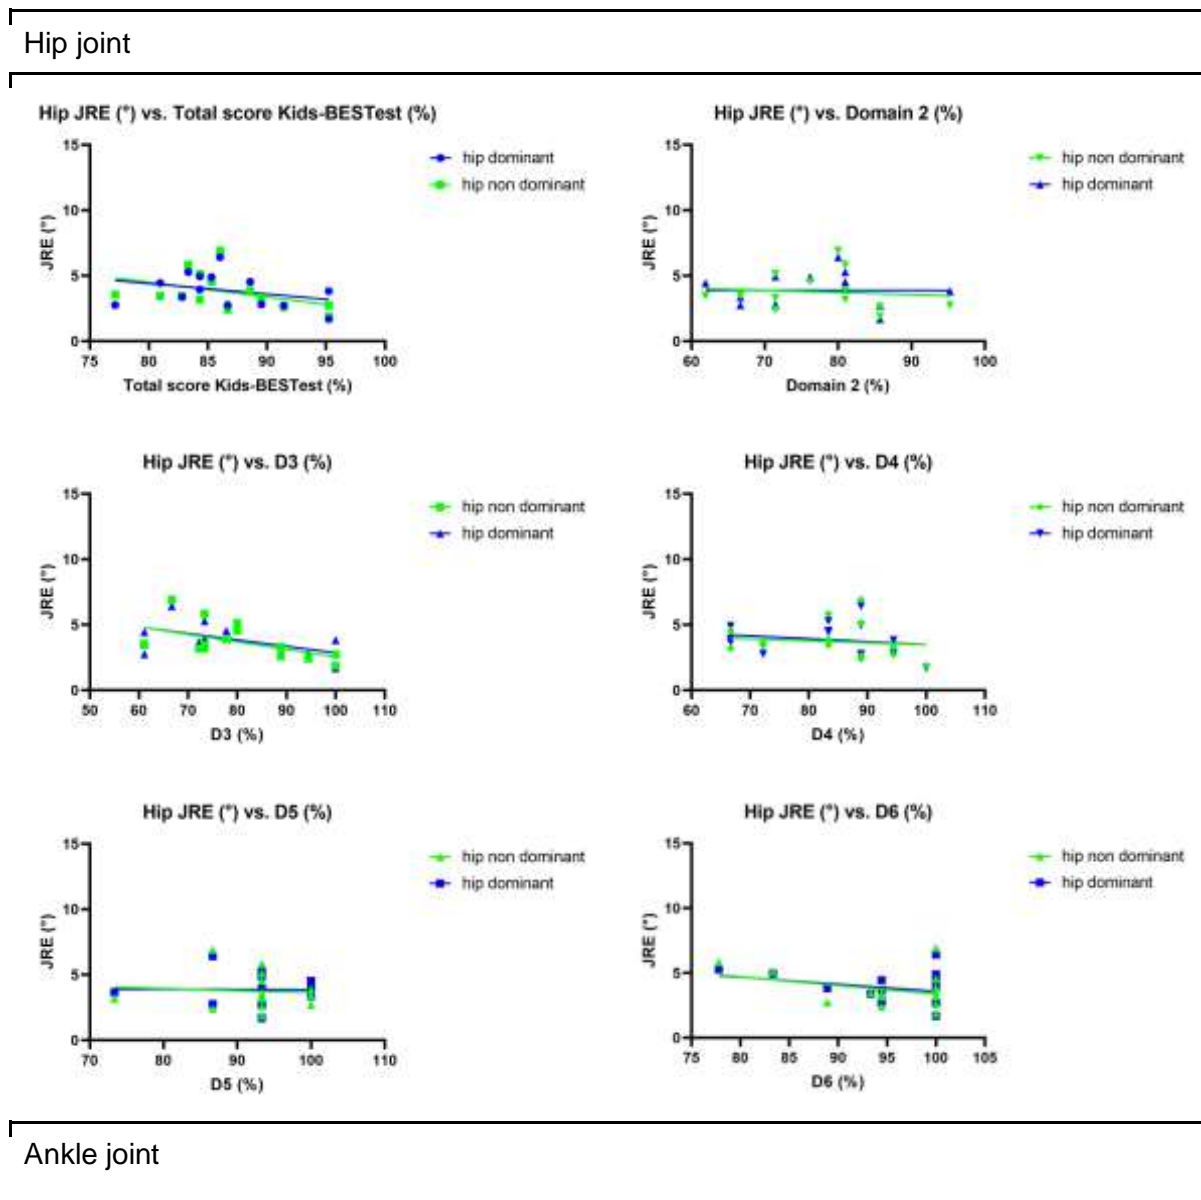 Hip joint
Hip JRE (°) vs. Total score Kids-BESTest (%)
15
10
5
0
JRE (°)
75 80 85 90 95 100
Total score Kids-BESTest (%)
hip dominant
hip non dominant
Hip JRE (°) vs. Domain 2 (%)
15
10
5
0
JRE (°)
60 70 80 90 100
Domain 2 (%)
hip non dominant
hip dominant
Hip JRE (°) vs. D3 (%)
15
10
5
0
JRE (°)
50 60 70 80 90 100 110
D3 (%)
hip non dominant
hip dominant
Hip JRE (°) vs. D4 (%)
15
10
5
0
JRE (°)
60 70 80 90 100 110
D4 (%)
hip non dominant
hip dominant
Hip JRE (°) vs. D5 (%)
15
10
5
0
JRE (°)
70 80 90 100 110
D5 (%)
hip non dominant
hip dominant
Hip JRE (°) vs. D6 (%)
15
10
5
0
JRE (°)
75 80 85 90 95 100 105
D6 (%)
hip non dominant
hip dominant
Ankle joint